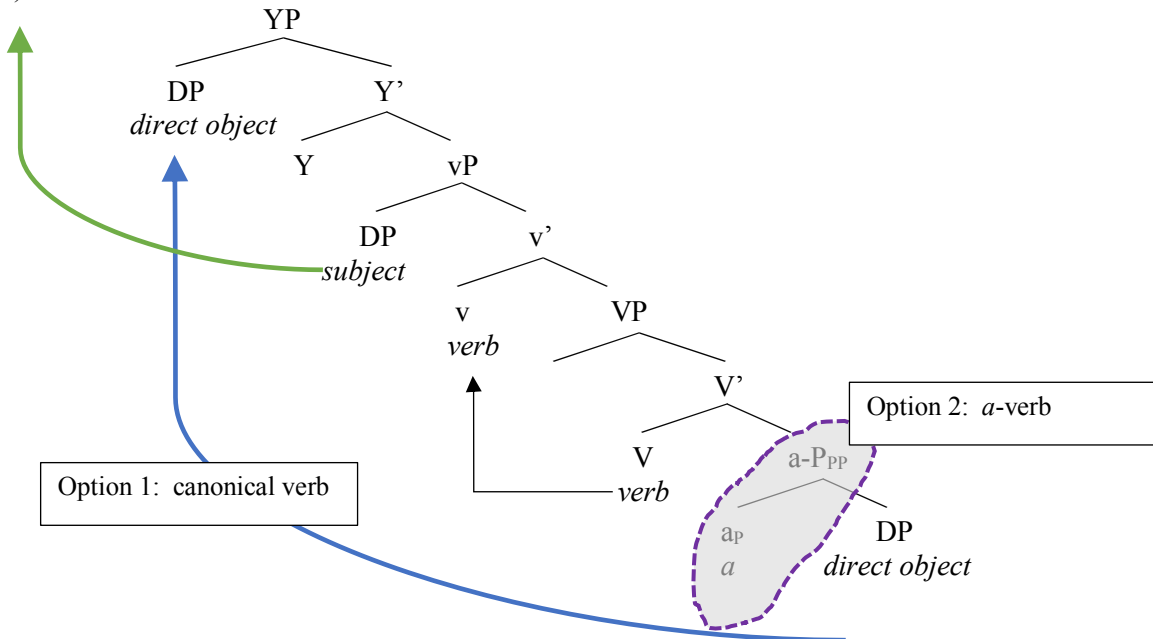 YP
DP Y’
direct object
Y vP
DP v’
subject
v VP
verb
V’
Option 2: a-verb
V a-PPP
verb
Option 1: canonical verb
aP DP
a direct object